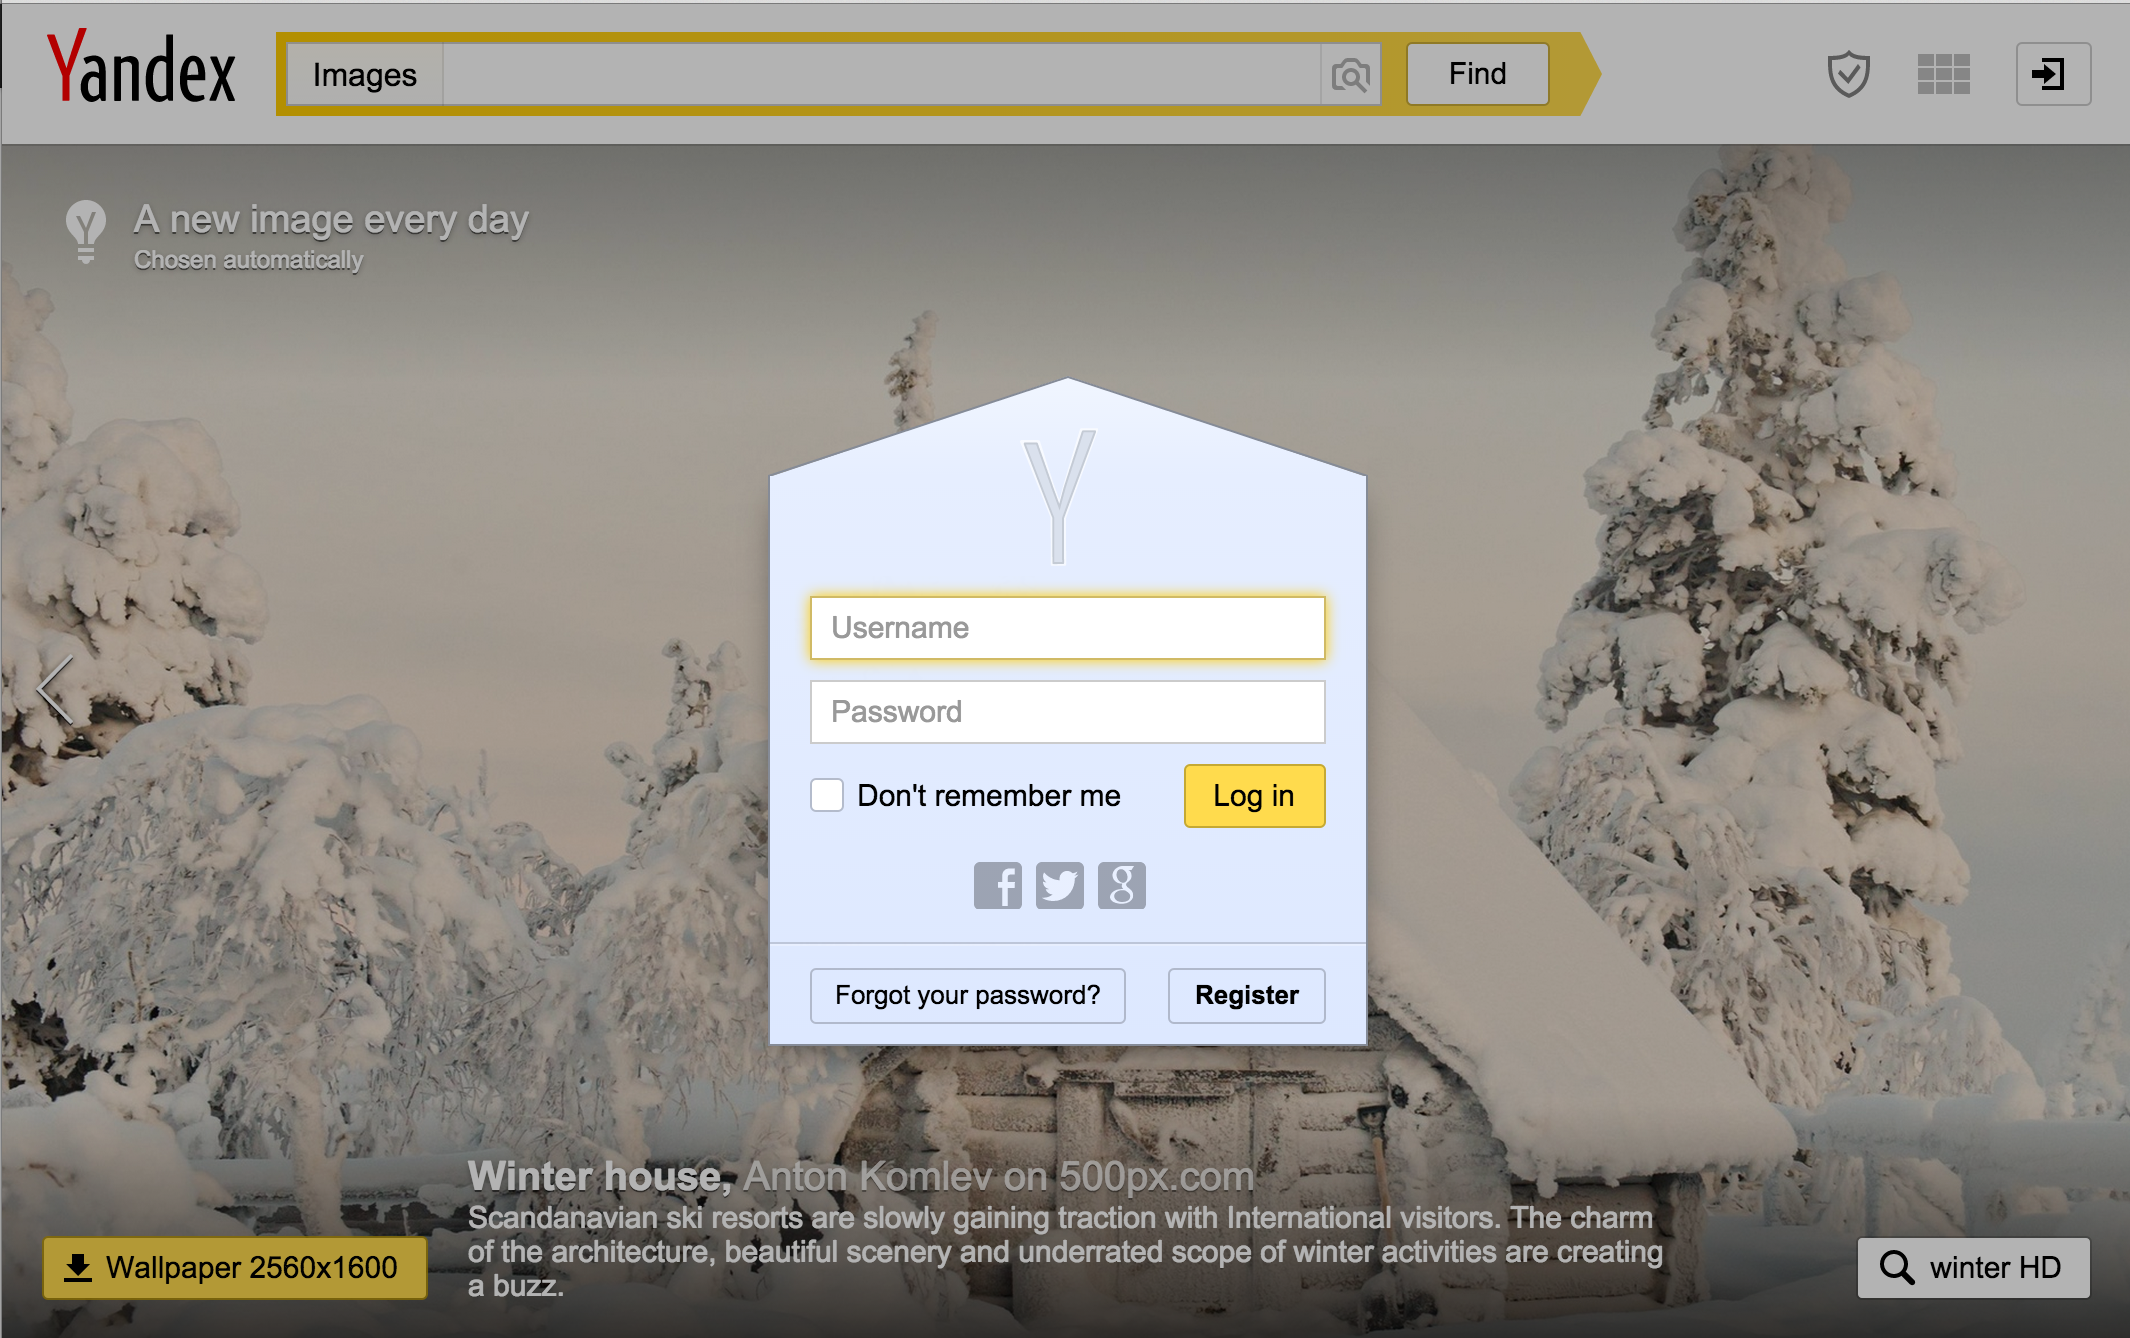 Yandex
Images
Find
A new image every day
Chosen automatically
Y
Username
Password
Don't remember me
Log in
Forgot your password?
Register
Winter house, Anton Komlev on 500px.com
Scandanavian ski resorts are slowly gaining traction with International visitors. The charm
of the architecture, beautiful scenery and underrated scope of winter activities are creating
a buzz.
Wallpaper 2560x1600
winter HD